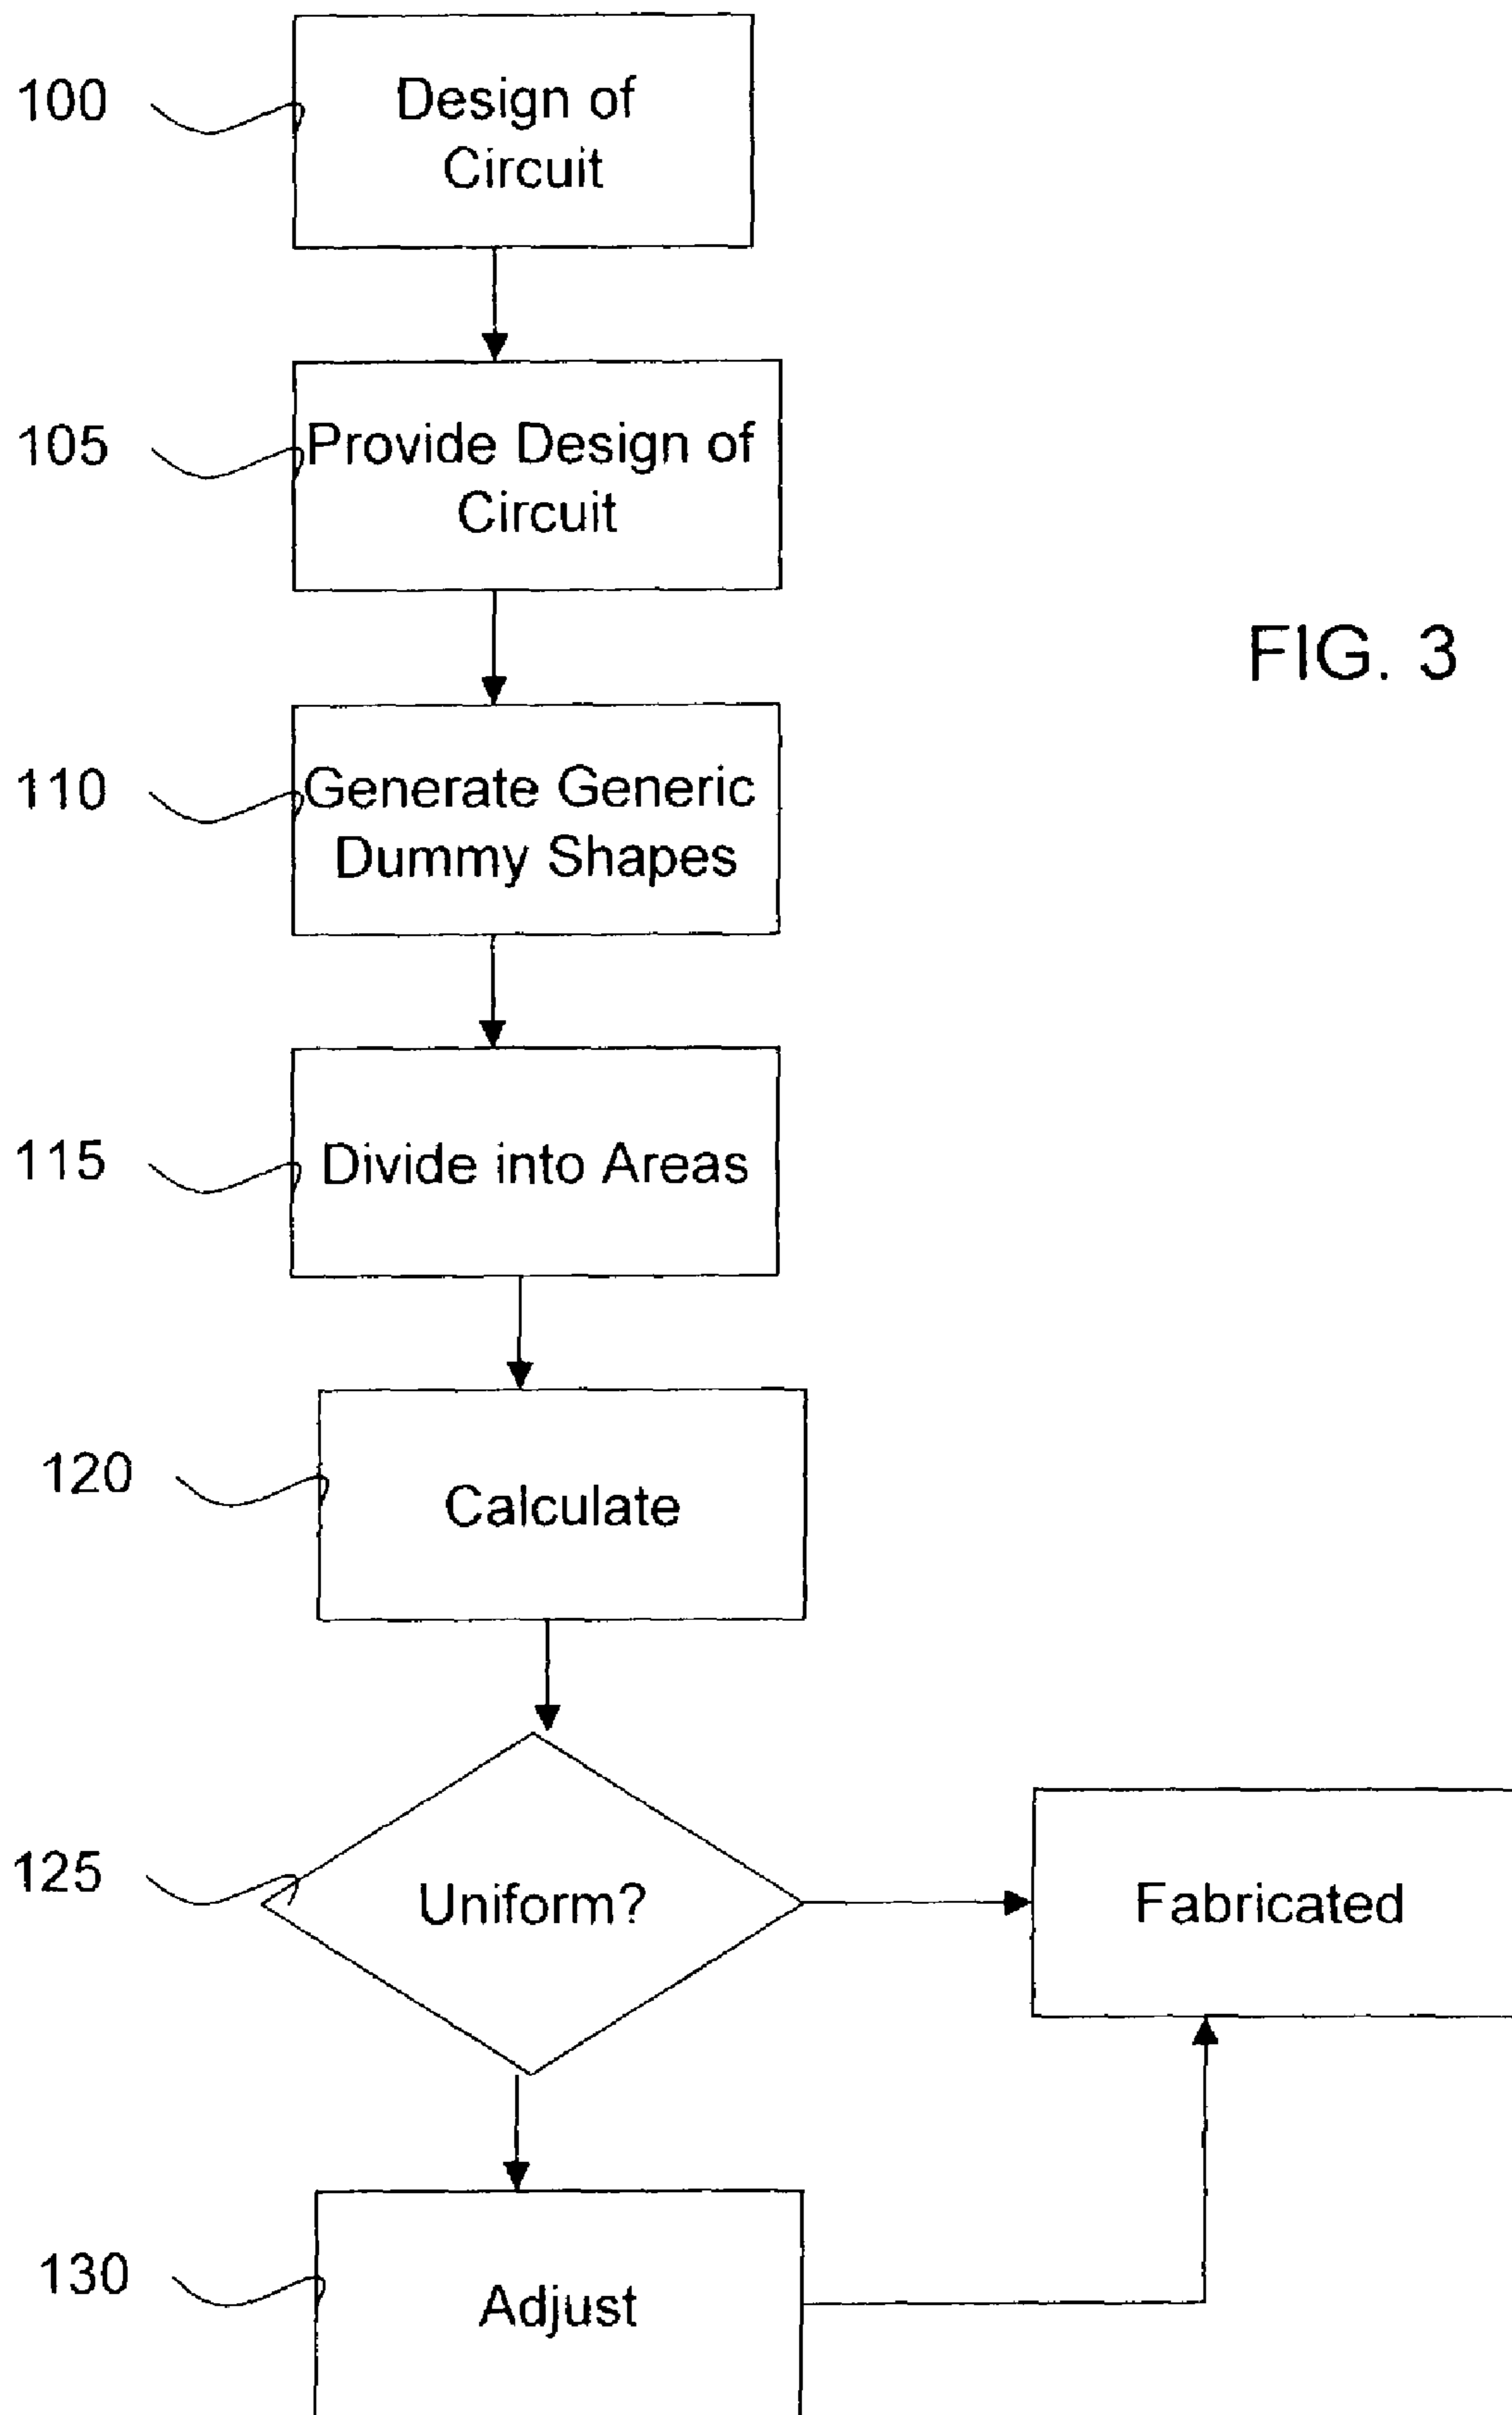 100
Design of
Circuit
105
Provide Design of
Circuit
FIG. 3
110
Generate Generic
Dummy Shapes
115
Divide into Areas
120
Calculate
125
Uniform?
Fabricated
130
Adjust